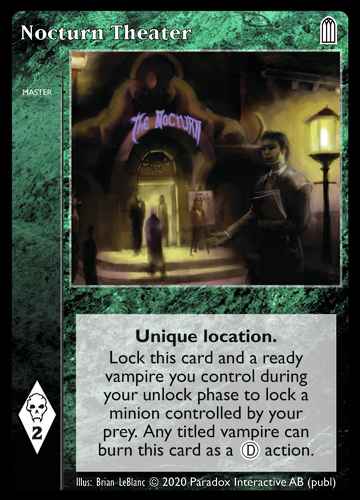 Nocturn Theater
MASTER
The Nocturn
Unique location.
Lock this card and a ready
vampire you control during
your unlock phase to lock a
minion controlled by your
prey. Any titled vampire can
burn this card as a Ⓓ action.
2
Illus: Brian LeBlanc © 2020 Paradox Interactive AB (publ)